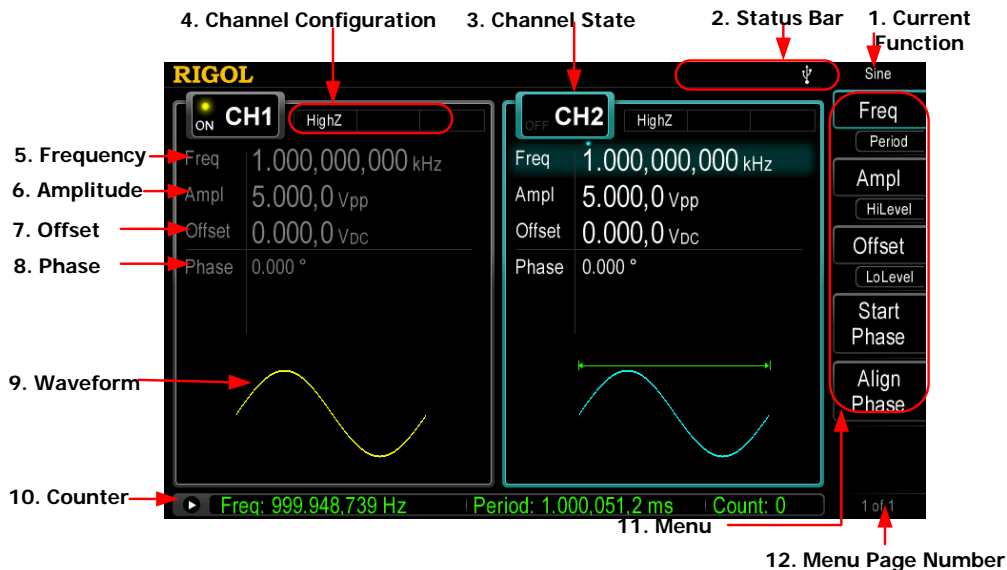 4. Channel Configuration
3. Channel State
2. Status Bar
1. Current Function
RIGOL
Sine
ON CH1 HighZ
OFF CH2 HighZ
Freq
Period
Ampl
HiLevel
Offset
LoLevel
Start Phase
Align Phase
5. Frequency
Freq 1.000,000,000 kHz
Freq 1.000,000,000 kHz
6. Amplitude
Ampl 5.000,0 Vpp
Ampl 5.000,0 Vpp
7. Offset
Offset 0.000,0 VDC
Offset 0.000,0 VDC
8. Phase
Phase 0.000 °
Phase 0.000 °
9. Waveform
10. Counter
Freq: 999.948,739 Hz Period: 1.000,051,2 ms Count: 0
1 of 1
11. Menu
12. Menu Page Number